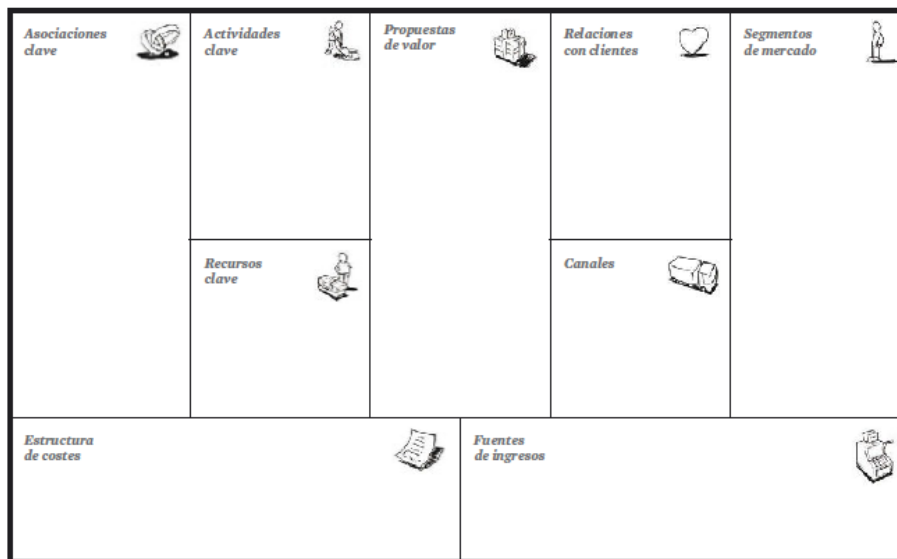 Asociaciones
clave
Actividades
clave
Propuestas
de valor
Relaciones
con clientes
Segmentos
de mercado
Recursos
clave
Canales
Estructura
de costes
Fuentes
de ingresos